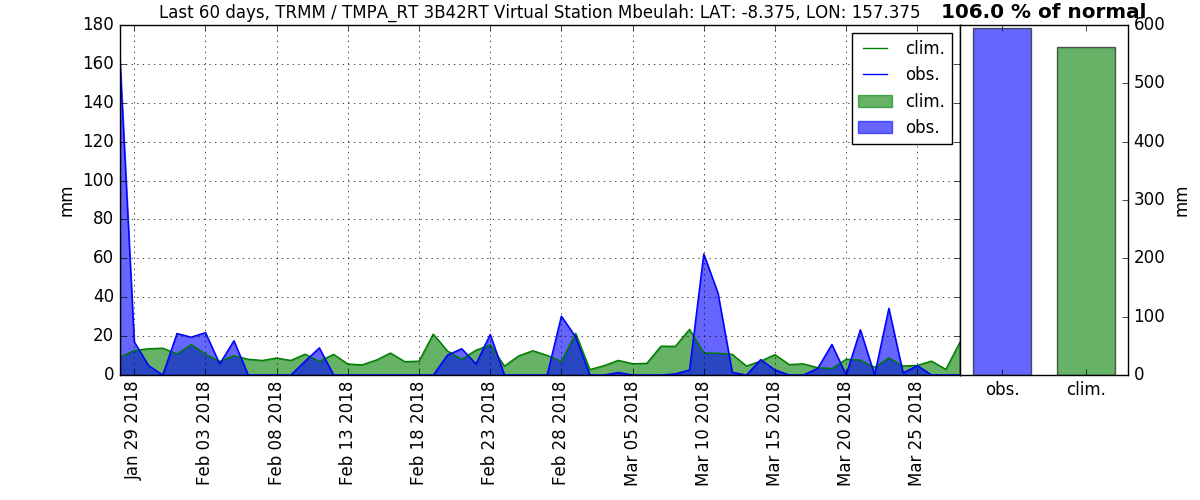 Last 60 days, TRMM / TMPA_RT 3B42RT Virtual Station Mbeulah: LAT: -8.375, LON: 157.375
106.0 % of normal
180
160
140
120
100
80
60
40
20
0
mm
clim.
obs.
clim.
obs.
600
500
400
300
200
100
0
mm
Jan 29 2018
Feb 03 2018
Feb 08 2018
Feb 13 2018
Feb 18 2018
Feb 23 2018
Feb 28 2018
Mar 05 2018
Mar 10 2018
Mar 15 2018
Mar 20 2018
Mar 25 2018
obs.
clim.